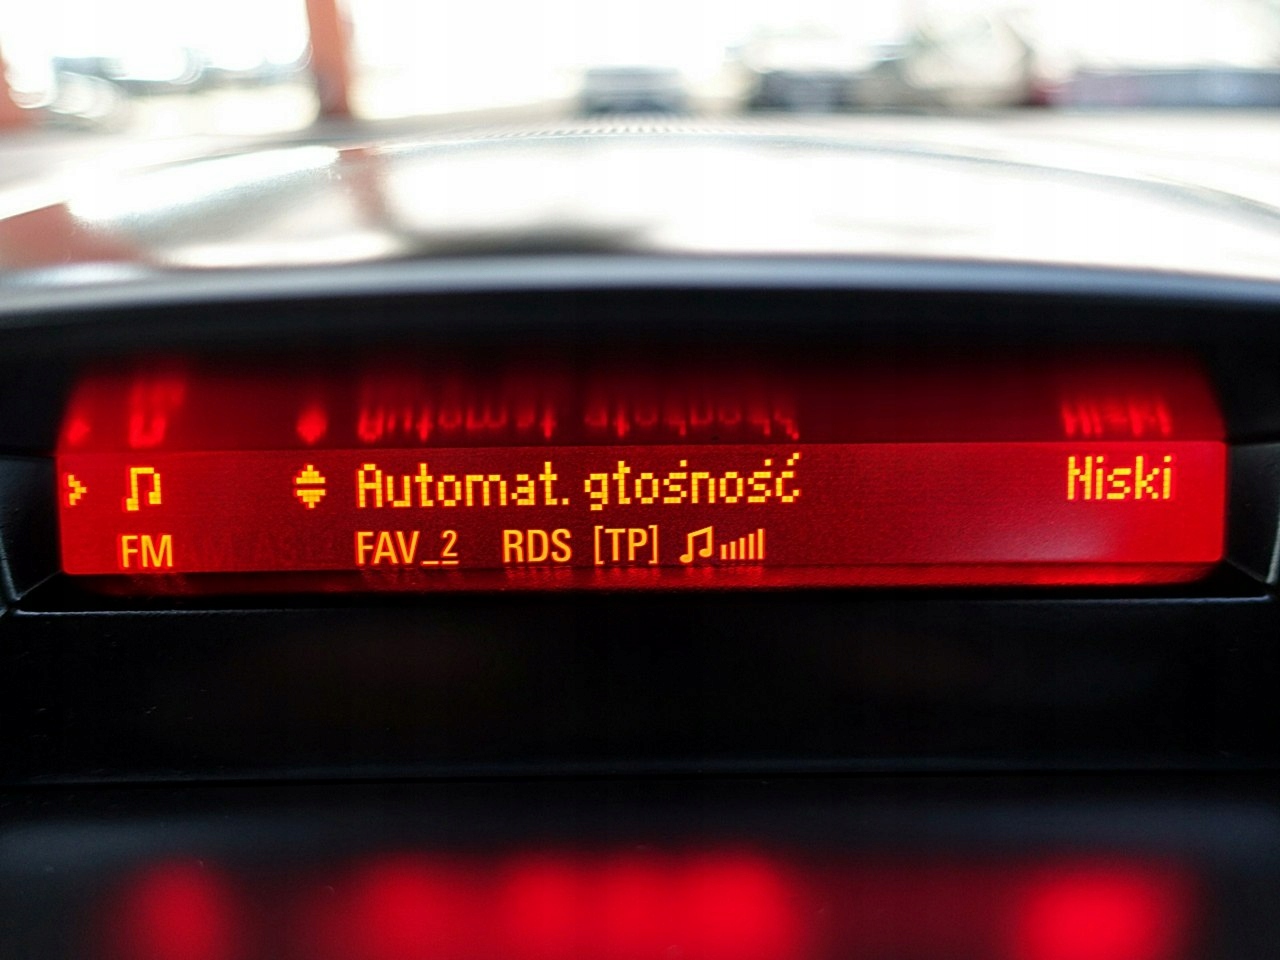 Automat. głośność Niski
FM FAV_2 RDS [TP]